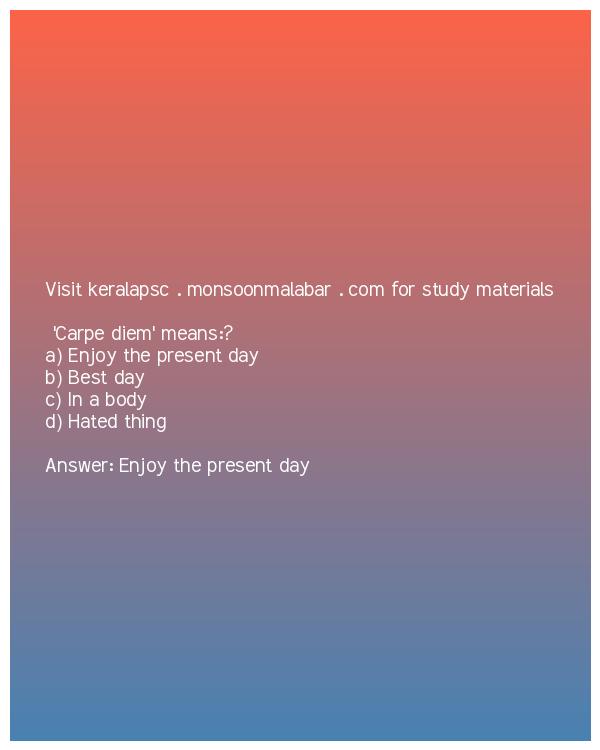 Visit keralapsc . monsoonmalabar . com for study materials
'Carpe diem' means:?
a) Enjoy the present day
b) Best day
c) In a body
d) Hated thing
Answer: Enjoy the present day